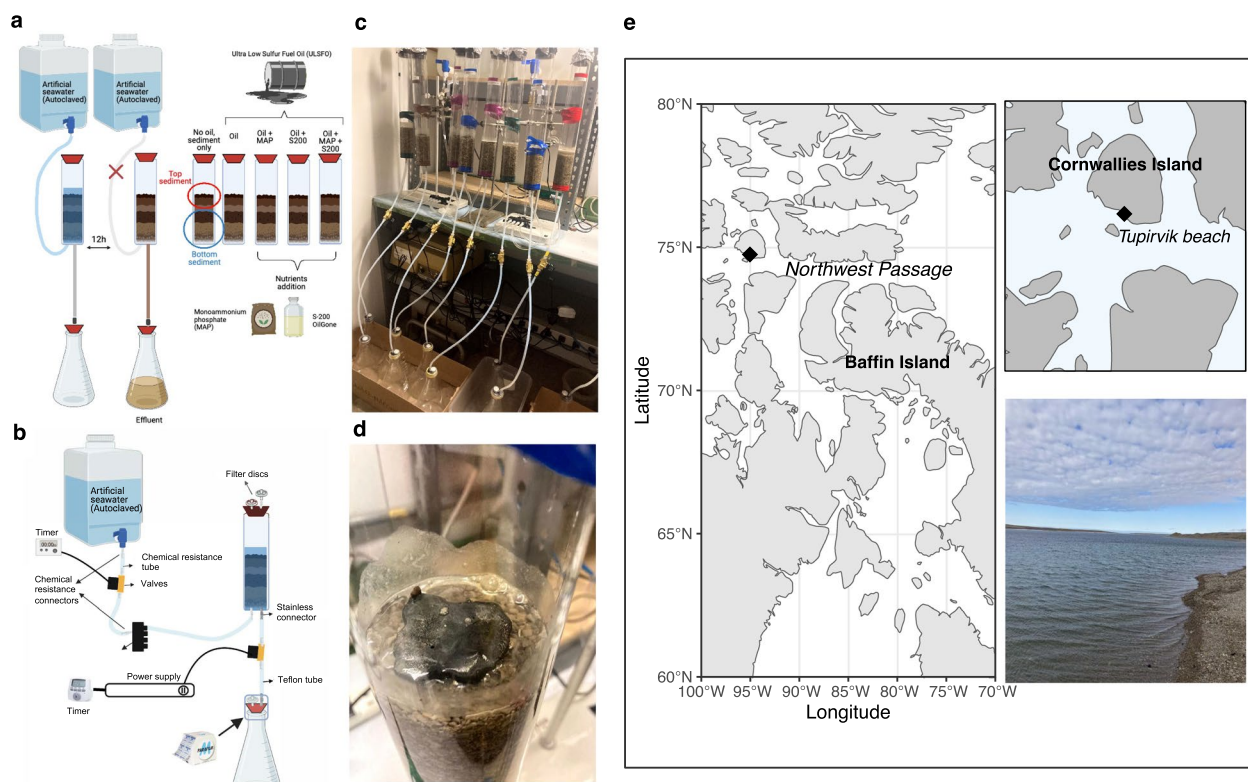 a
Artificial
seawater
(Autoclaved)
Artificial
seawater
(Autoclaved)
12h
Effluent
Ultra Low Sulfur Fuel Oil (ULSFO)
No oil,
sediment
only
Oil
Oil +
MAP
Oil +
S200
Oil +
MAP +
S200
Top
sediment
Bottom
sediment
Nutrients
addition
Monoammonium
phosphate
(MAP)
S-200
OilGone
b
Artificial
seawater
(Autoclaved)
Filter discs
Timer
Chemical resistance
tube
Valves
Chemical
resistance
connectors
Stainless
connector
Power supply
Teflon tube
Timer
c
d
e
80°N
75°N
70°N
65°N
60°N
100°W
95°W
90°W
85°W
80°W
75°W
70°W
Latitude
Longitude
Northwest Passage
Baffin Island
Cornwallies Island
Tupirvik beach